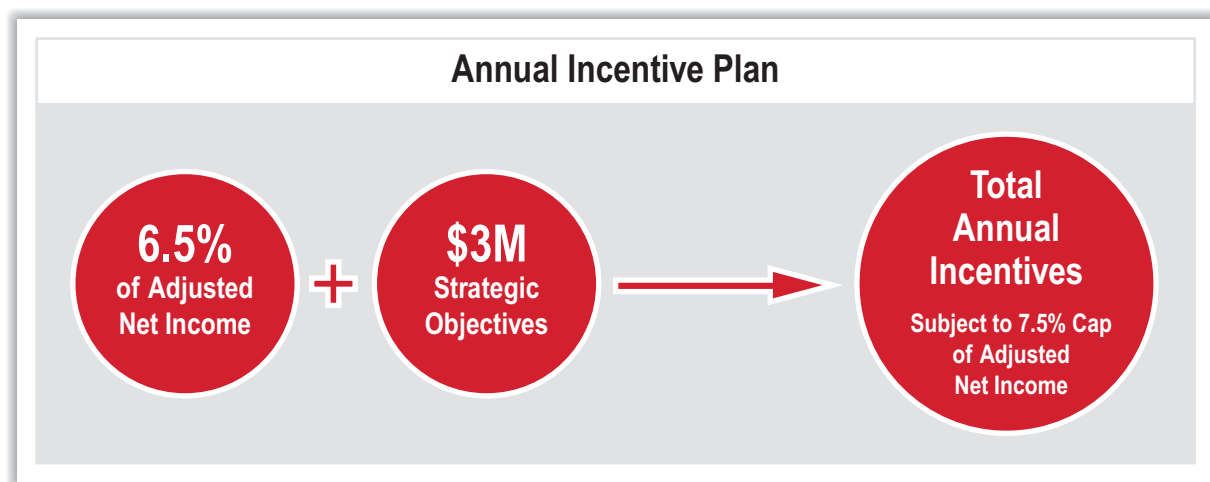 Annual Incentive Plan
6.5%
of Adjusted
Net Income
+
$3M
Strategic
Objectives
Total
Annual
Incentives
Subject to 7.5% Cap
of Adjusted
Net Income